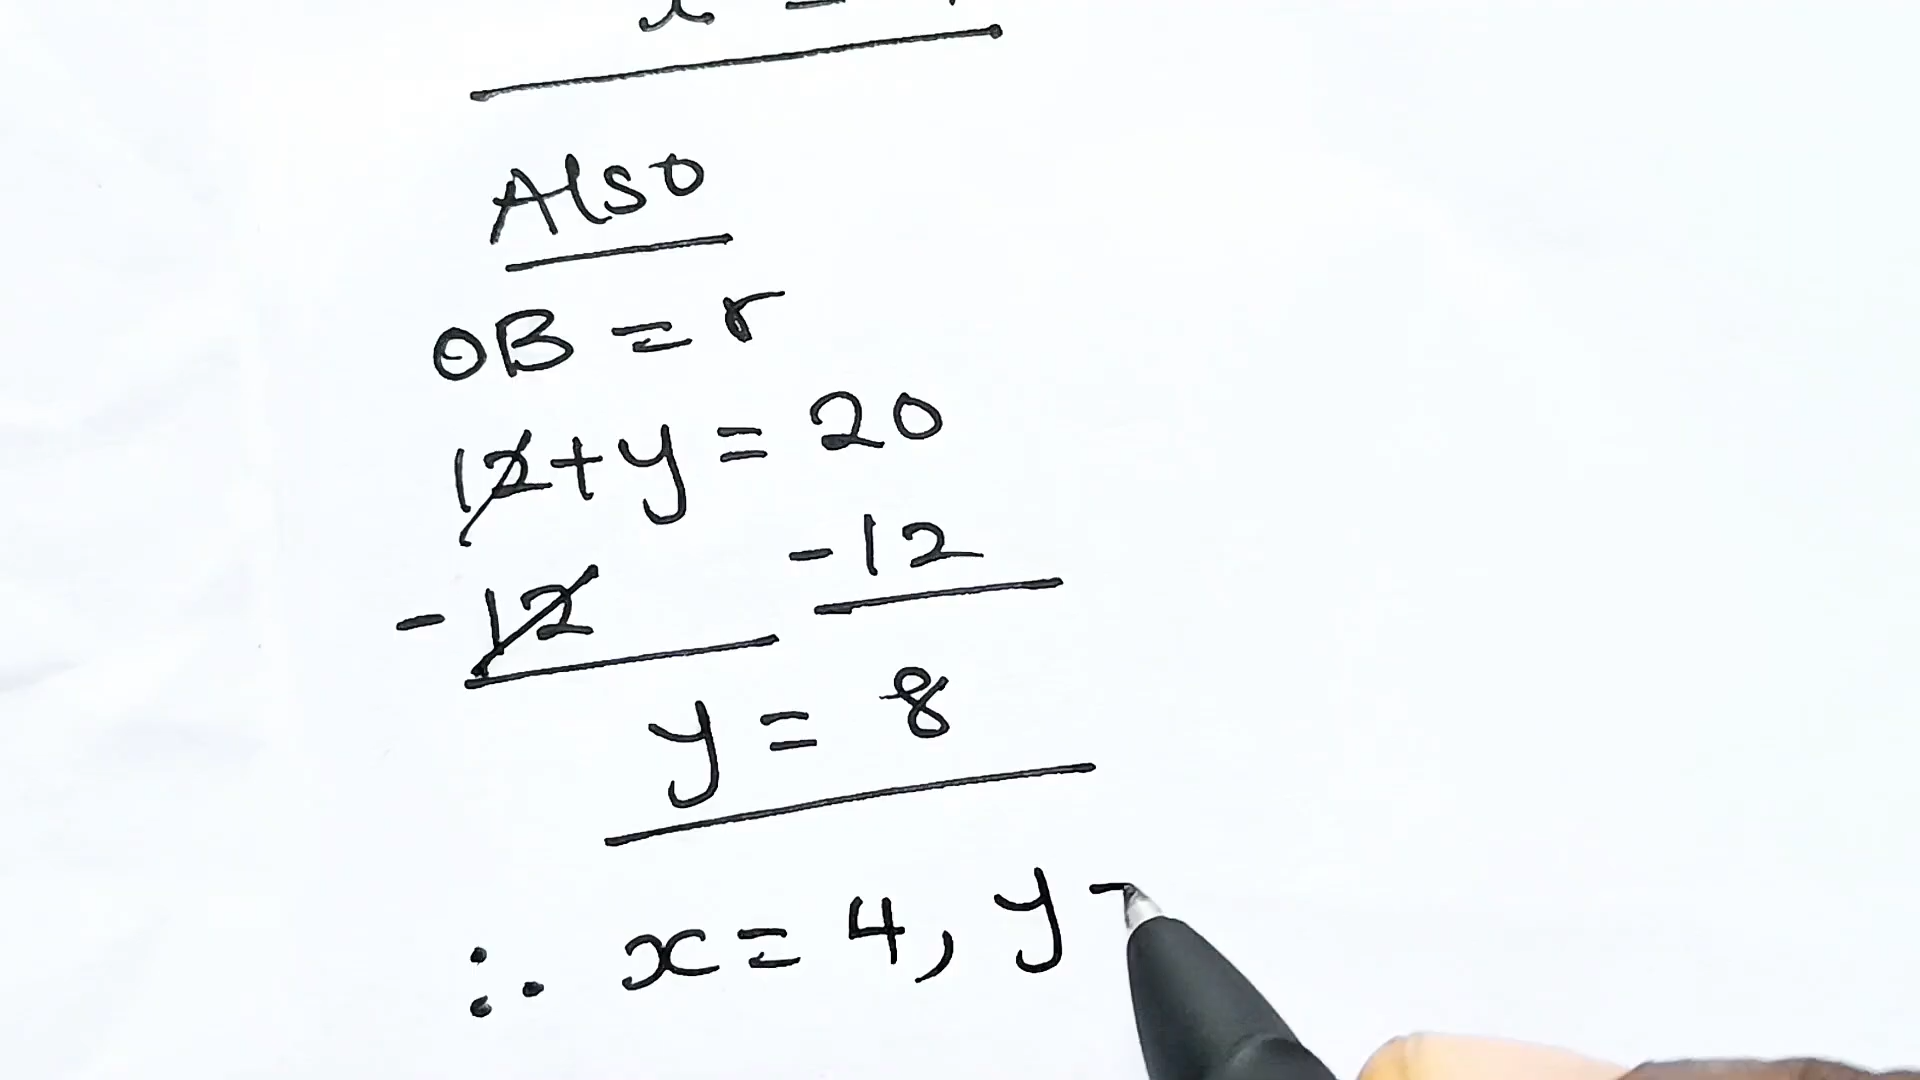 x =
Also
OB = r
12 + y = 20
- 12 - 12
y = 8
∴ x = 4, y